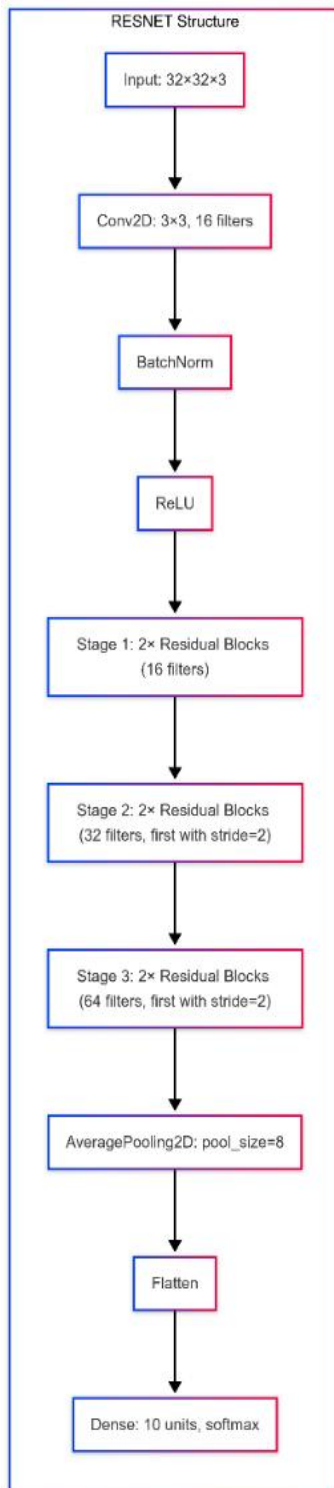 RESNET Structure
Input: 32×32×3
Conv2D: 3×3, 16 filters
BatchNorm
ReLU
Stage 1: 2× Residual Blocks
(16 filters)
Stage 2: 2× Residual Blocks
(32 filters, first with stride=2)
Stage 3: 2× Residual Blocks
(64 filters, first with stride=2)
AveragePooling2D: pool_size=8
Flatten
Dense: 10 units, softmax